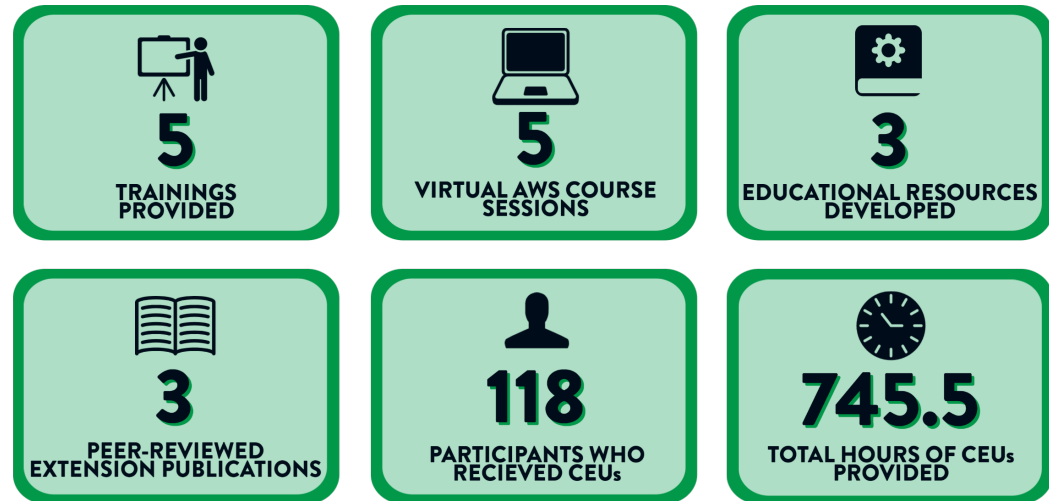 5
TRAININGS
PROVIDED
5
VIRTUAL AWS COURSE
SESSIONS
3
EDUCATIONAL RESOURCES
DEVELOPED
3
PEER-REVIEWED
EXTENSION PUBLICATIONS
118
PARTICIPANTS WHO
RECIEVED CEUs
745.5
TOTAL HOURS OF CEUs
PROVIDED